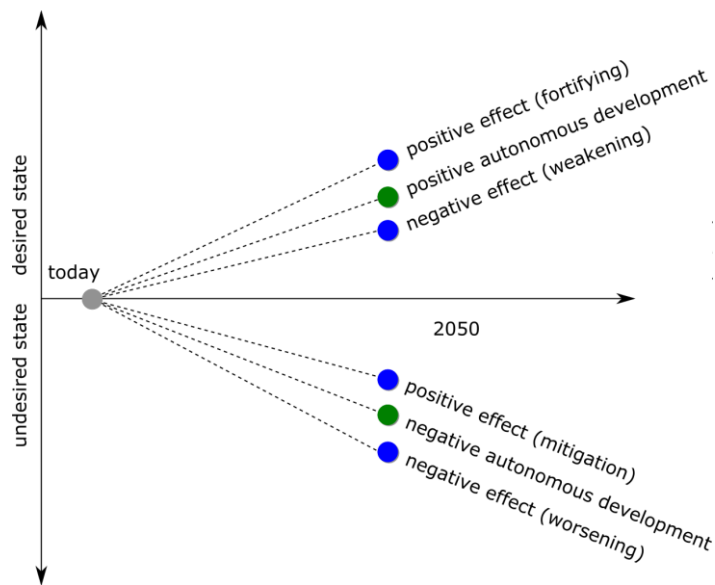 positive effect (fortifying)
positive autonomous development
negative effect (weakening)
desired state
today
undesired state
2050
positive effect (mitigation)
negative autonomous development
negative effect (worsening)